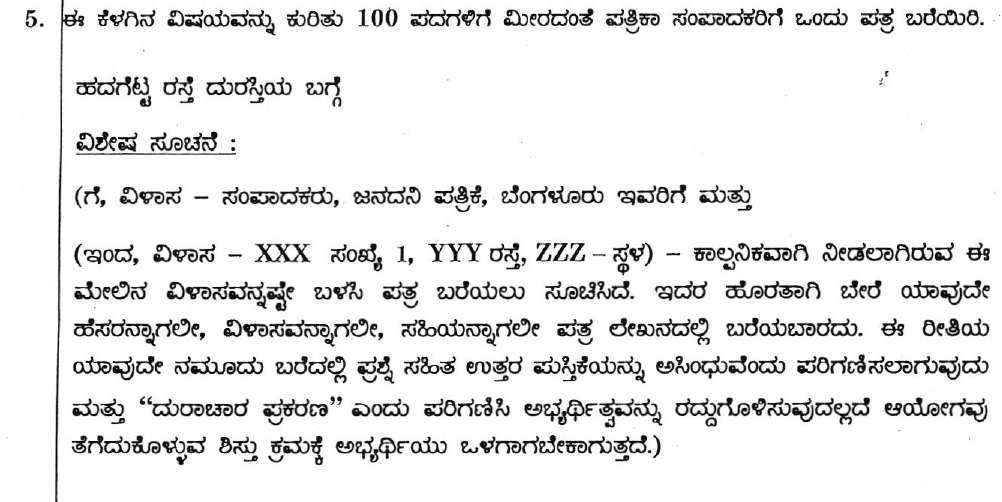 5. ಈ ಕೆಳಗಿನ ವಿಷಯವನ್ನು ಕುರಿತು 100 ಪದಗಳಿಗೆ ಮೀರದಂತೆ ಪತ್ರಿಕಾ ಸಂಪಾದಕರಿಗೆ ಒಂದು ಪತ್ರ ಬರೆಯಿರಿ.
ಹದಗೆಟ್ಟ ರಸ್ತೆ ದುರಸ್ತಿಯ ಬಗ್ಗೆ
ವಿಶೇಷ ಸೂಚನೆ :
(ಗೆ, ವಿಳಾಸ – ಸಂಪಾದಕರು, ಜನದನಿ ಪತ್ರಿಕೆ, ಬೆಂಗಳೂರು ಇವರಿಗೆ ಮತ್ತು
(ಇಂದ, ವಿಳಾಸ – XXX ಸಂಖ್ಯೆ 1, YYY ರಸ್ತೆ, ZZZ – ಸ್ಥಳ) – ಕಾಲ್ಪನಿಕವಾಗಿ ನೀಡಲಾಗಿರುವ ಈ
ಮೇಲಿನ ವಿಳಾಸವನ್ನಷ್ಟೇ ಬಳಸಿ ಪತ್ರ ಬರೆಯಲು ಸೂಚಿಸಿದೆ. ಇದರ ಹೊರತಾಗಿ ಬೇರೆ ಯಾವುದೇ
ಹೆಸರನ್ನಾಗಲೀ, ವಿಳಾಸವನ್ನಾಗಲೀ, ಸಹಿಯನ್ನಾಗಲೀ ಪತ್ರ ಲೇಖನದಲ್ಲಿ ಬರೆಯಬಾರದು. ಈ ರೀತಿಯ
ಯಾವುದೇ ನಮೂದು ಬರೆದಲ್ಲಿ ಪ್ರಶ್ನೆ ಸಹಿತ ಉತ್ತರ ಪುಸ್ತಿಕೆಯನ್ನು ಅಸಿಂಧುವೆಂದು ಪರಿಗಣಿಸಲಾಗುವುದು
ಮತ್ತು “ದುರಾಚಾರ ಪ್ರಕರಣ” ಎಂದು ಪರಿಗಣಿಸಿ ಅಭ್ಯರ್ಥಿತ್ವವನ್ನು ರದ್ದುಗೊಳಿಸುವುದಲ್ಲದೆ ಆಯೋಗವು
ತೆಗೆದುಕೊಳ್ಳುವ ಶಿಸ್ತು ಕ್ರಮಕ್ಕೆ ಅಭ್ಯರ್ಥಿಯು ಒಳಗಾಗಬೇಕಾಗುತ್ತದೆ.)